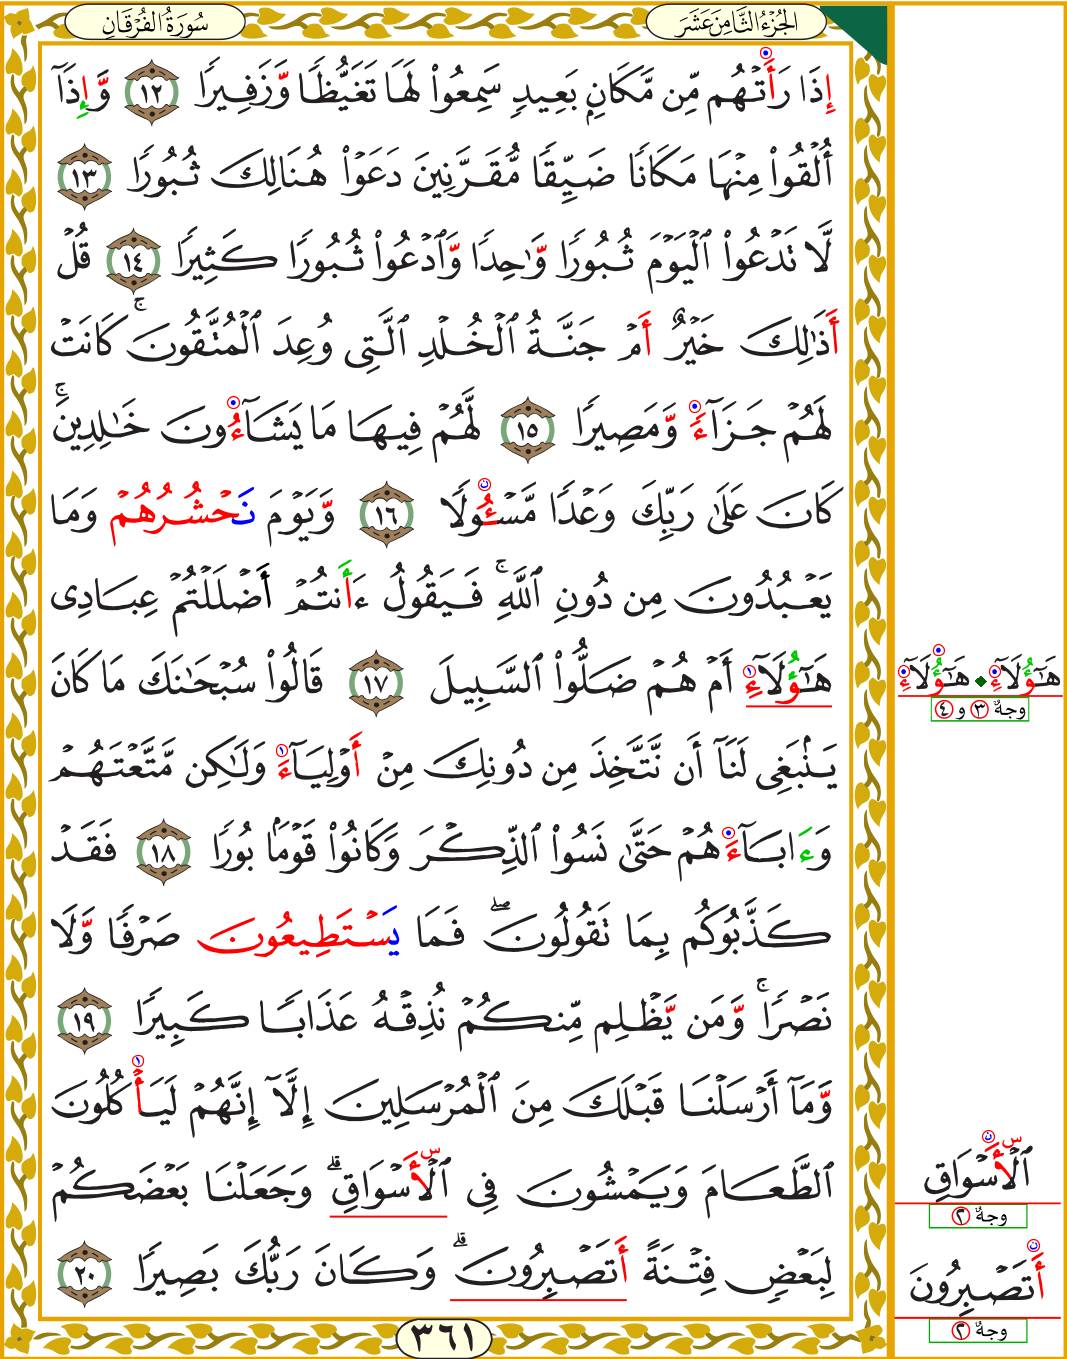 الجُزْءُ الثَّامِنَ عَشَرَ
سُورَةُ الفُرْقَانِ
إِذَا رَأَتۡهُم مِّن مَّكَانِۭ بَعِيدٖ سَمِعُواْ لَهَا تَغَيُّظٗا وَّزَفِيرٗا ١٢ وَّإِذَآ
أُلۡقُواْ مِنۡهَا مَكَانٗا ضَيِّقٗا مُّقَرَّنِينَ دَعَوۡاْ هُنَالِكَ ثُبُورٗا ١٣
لَّا تَدۡعُواْ ٱلۡيَوۡمَ ثُبُورٗا وَّٰحِدٗا وَّٱدۡعُواْ ثُبُورٗا كَثِيرٗا ١٤ قُلۡ
أَذَٰلِكَ خَيۡرٌ أَمۡ جَنَّةُ ٱلۡخُلۡدِ ٱلَّتِي وُعِدَ ٱلۡمُتَّقُونَۚ كَانَتۡ
لَهُمۡ جَزَآءٗ وَّمَصِيرٗا ١٥ لَّهُمۡ فِيهَا مَا يَشَآءُونَ خَٰلِدِينَۚ
كَانَ عَلَىٰ رَبِّكَ وَعۡدٗا مَّسۡـُٔولٗا ١٦ وَّيَوۡمَ نَحۡشُرُهُمۡ وَمَا
يَعۡبُدُونَ مِن دُونِ ٱللَّهِۚ فَيَقُولُ ءَأَنتُمۡ أَضۡلَلۡتُمۡ عِبَادِي
هَٰٓؤُلَآءِ أَمۡ هُمۡ ضَلُّواْ ٱلسَّبِيلَ ١٧ قَالُواْ سُبۡحَٰنَكَ مَا كَانَ
يَنۢبَغِي لَنَآ أَن نَّتَّخِذَ مِن دُونِكَ مِنۡ أَوۡلِيَآءَ وَلَٰكِن مَّتَّعۡتَهُمۡ
وَءَابَآءَهُمۡ حَتَّىٰ نَسُواْ ٱلذِّكۡرَ وَكَانُواْ قَوۡمَۢا بُورٗا ١٨ فَقَدۡ
كَذَّبُوكُم بِمَا تَقُولُونَۖ فَمَا يَسۡتَطِيعُونَ صَرۡفٗا وَّلَا
نَصۡرٗاۚ وَّمَن يَّظۡلِم مِّنكُمۡ نُذِقۡهُ عَذَابٗا كَبِيرٗا ١٩
وَّمَآ أَرۡسَلۡنَا قَبۡلَكَ مِنَ ٱلۡمُرۡسَلِينَ إِلَّآ إِنَّهُمۡ لَيَأۡكُلُونَ
ٱلطَّعَامَ وَيَمۡشُونَ فِي ٱلۡأَسۡوَاقِۗ وَجَعَلۡنَا بَعۡضَكُمۡ
لِبَعۡضٖ فِتۡنَةً أَتَصۡبِرُونَۗ وَكَانَ رَبُّكَ بَصِيرٗا ٢٠
٣٦١
هَٰٓؤُلَآءِ ♦ هَٰٓؤُلَآءِ
وجهٌ ٣ و ٤
ٱلۡأَسۡوَاقِ
وجهٌ ٢
أَتَصۡبِرُونَ
وجهٌ ٢